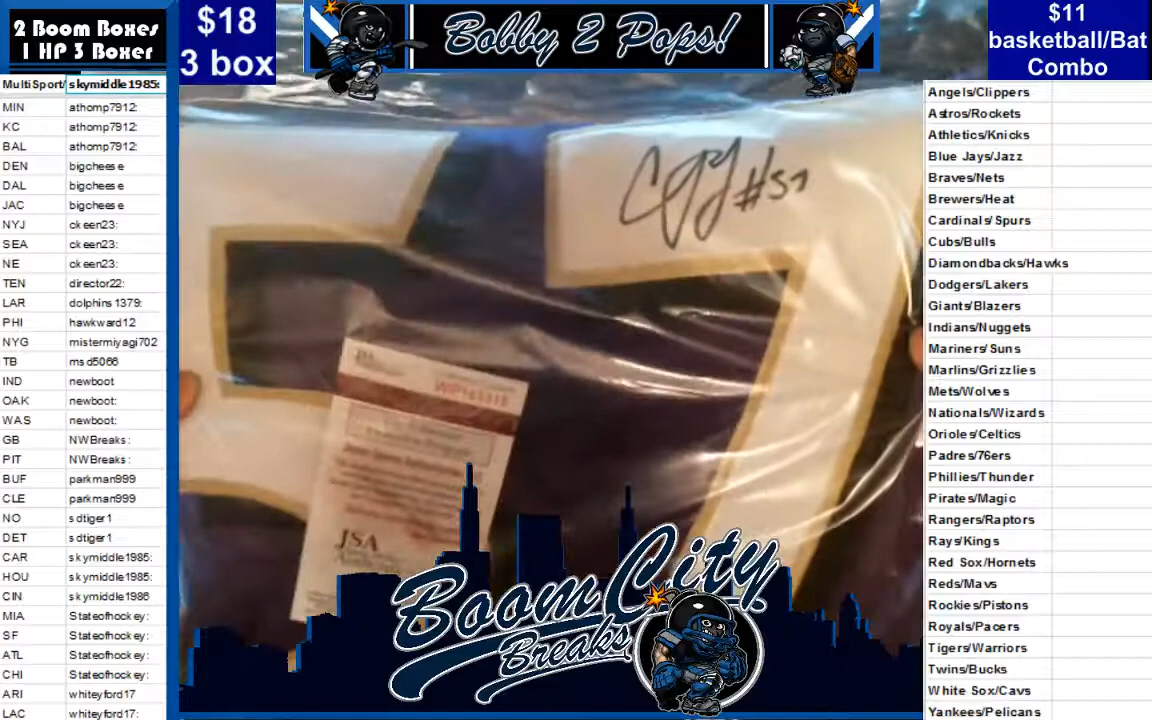 2 Boom Boxes
1 HP 3 Boxer
$18
3 box
Bobby 2 Pops!
$11
basketball/Bat
Combo
MultiSport/ skymiddle1985:
MIN athomp7912:
KC athomp7912:
BAL athomp7912:
DEN bigcheese
DAL bigcheese
JAC bigcheese
NYJ ckeen23:
SEA ckeen23:
NE ckeen23:
TEN director22:
LAR dolphins1379:
PHI hawkward12
NYG mistermiyagi702
TB msd5066
IND newboot
OAK newboot:
WAS newboot:
GB NWBreaks:
PIT NWBreaks:
BUF parkman999
CLE parkman999
NO sdtiger1
DET sdtiger1
CAR skymiddle1985:
HOU skymiddle1985:
CIN skymiddle1986
MIA Stateofhockey:
SF Stateofhockey:
ATL Stateofhockey:
CHI Stateofhockey:
ARI whiteyford17
LAC whiteyford17:
#57
7
JSA
Boom City
Breaks
Angels/Clippers
Astros/Rockets
Athletics/Knicks
Blue Jays/Jazz
Braves/Nets
Brewers/Heat
Cardinals/Spurs
Cubs/Bulls
Diamondbacks/Hawks
Dodgers/Lakers
Giants/Blazers
Indians/Nuggets
Mariners/Suns
Marlins/Grizzlies
Mets/Wolves
Nationals/Wizards
Orioles/Celtics
Padres/76ers
Phillies/Thunder
Pirates/Magic
Rangers/Raptors
Rays/Kings
Red Sox/Hornets
Reds/Mavs
Rockies/Pistons
Royals/Pacers
Tigers/Warriors
Twins/Bucks
White Sox/Cavs
Yankees/Pelicans